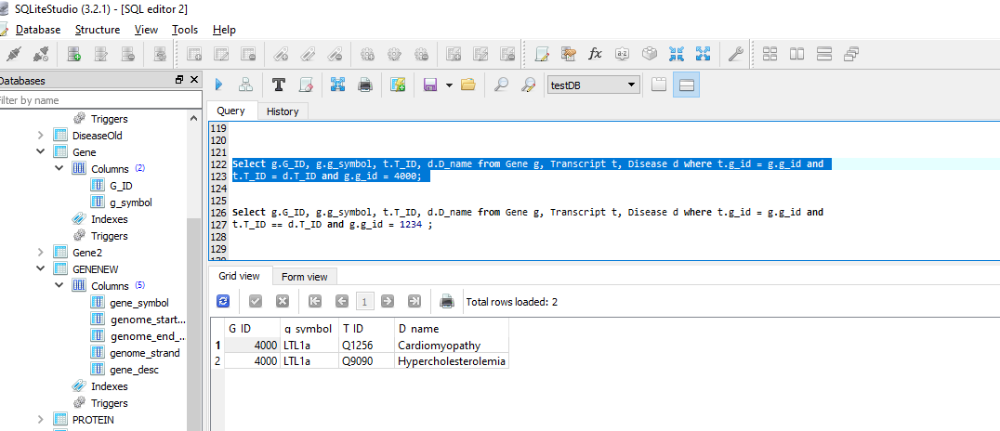 SQLiteStudio (3.2.1) - [SQL editor 2]
Database Structure View Tools Help
Databases
Filter by name
Triggers
DiseaseOld
Gene
Columns (2)
G_ID
g_symbol
Indexes
Triggers
Gene2
GENENEW
Columns (5)
gene_symbol
genome_start...
genome_end_...
genome_strand
gene_desc
Indexes
Triggers
PROTEIN
testDB
Query History
119
120
121
122 Select g.G_ID, g.g_symbol, t.T_ID, d.D_name from Gene g, Transcript t, Disease d where t.g_id = g.g_id and
123 t.T_ID = d.T_ID and g.g_id = 4000;
124
125
126 Select g.G_ID, g.g_symbol, t.T_ID, d.D_name from Gene g, Transcript t, Disease d where t.g_id = g.g_id and
127 t.T_ID == d.T_ID and g.g_id = 1234 ;
128
129
Grid view Form view
1 Total rows loaded: 2
G_ID g_symbol T_ID D_name
1 4000 LTL1a Q1256 Cardiomyopathy
2 4000 LTL1a Q9090 Hypercholesterolemia